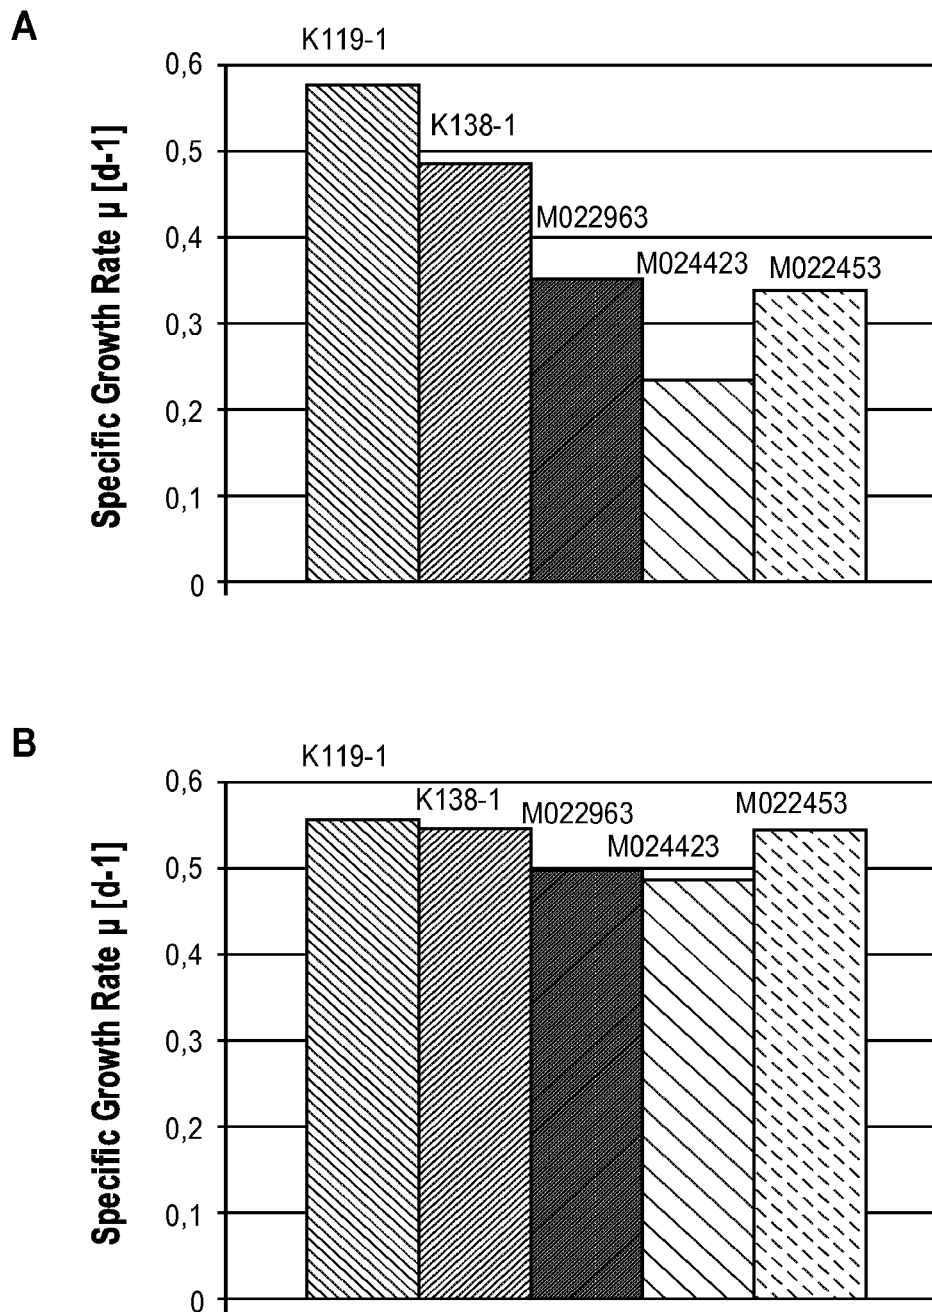 A
K119-1
0,6
K138-1
0,5
M022963
0,4
M024423
M022453
0,3
0,2
0,1
0
Specific Growth Rate µ [d-1]
B
K119-1
0,6
K138-1
M022963
M022453
M024423
0,5
0,4
0,3
0,2
0,1
0
Specific Growth Rate µ [d-1]